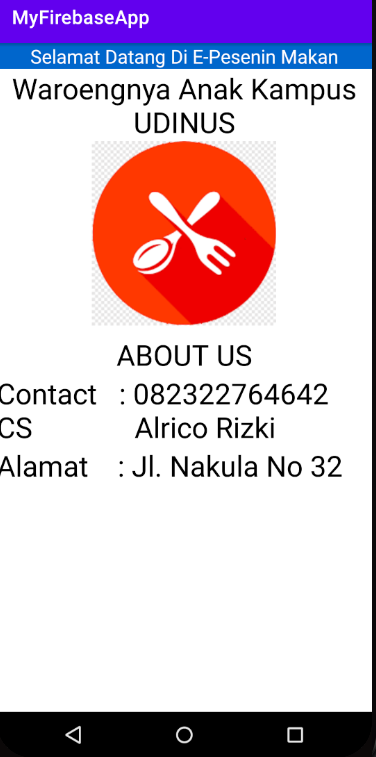 MyFirebaseApp
Selamat Datang Di E-Pesenin Makan
Waroengnya Anak Kampus
UDINUS
ABOUT US
Contact : 082322764642
CS Alrico Rizki
Alamat : Jl. Nakula No 32